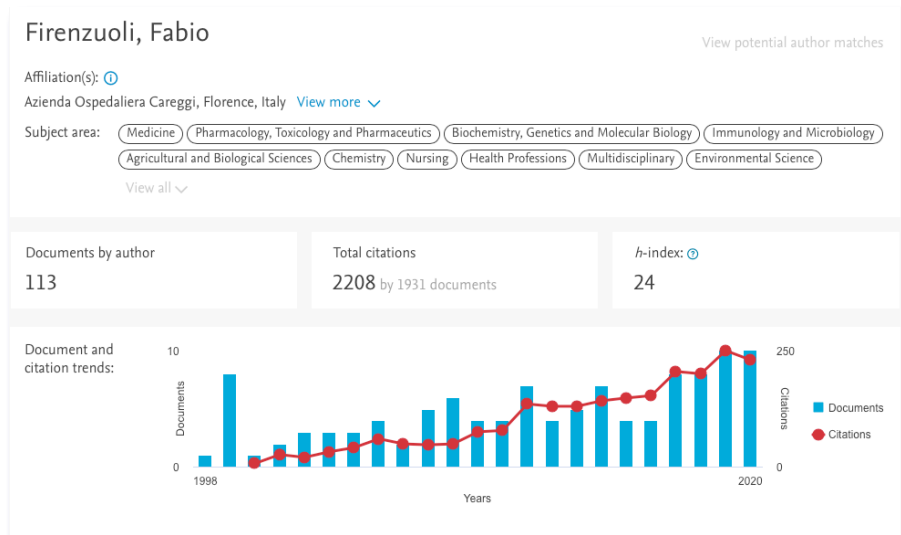 Firenzuoli, Fabio
View potential author matches
Affiliation(s):
Azienda Ospedaliera Careggi, Florence, Italy View more
Subject area: Medicine Pharmacology, Toxicology and Pharmaceutics Biochemistry, Genetics and Molecular Biology Immunology and Microbiology
Agricultural and Biological Sciences Chemistry Nursing Health Professions Multidisciplinary Environmental Science
View all
Documents by author
113
Total citations
2208 by 1931 documents
h-index:
24
Document and
citation trends:
10
0
Documents
1998
2020
Years
250
0
Citations
Documents
Citations